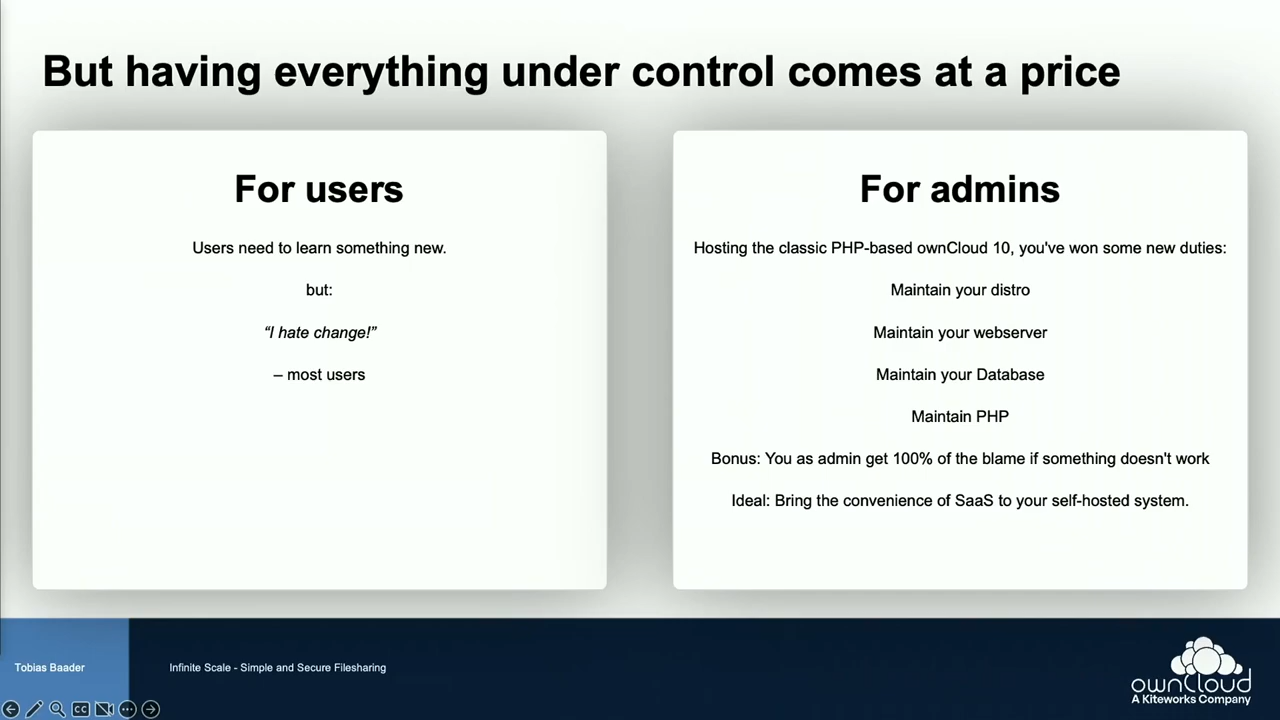 But having everything under control comes at a price
For users
Users need to learn something new.
but:
“I hate change!”
– most users
For admins
Hosting the classic PHP-based ownCloud 10, you've won some new duties:
Maintain your distro
Maintain your webserver
Maintain your Database
Maintain PHP
Bonus: You as admin get 100% of the blame if something doesn't work
Ideal: Bring the convenience of SaaS to your self-hosted system.
Tobias Baader
Infinite Scale - Simple and Secure Filesharing
ownCloud
A Kiteworks Company
CC